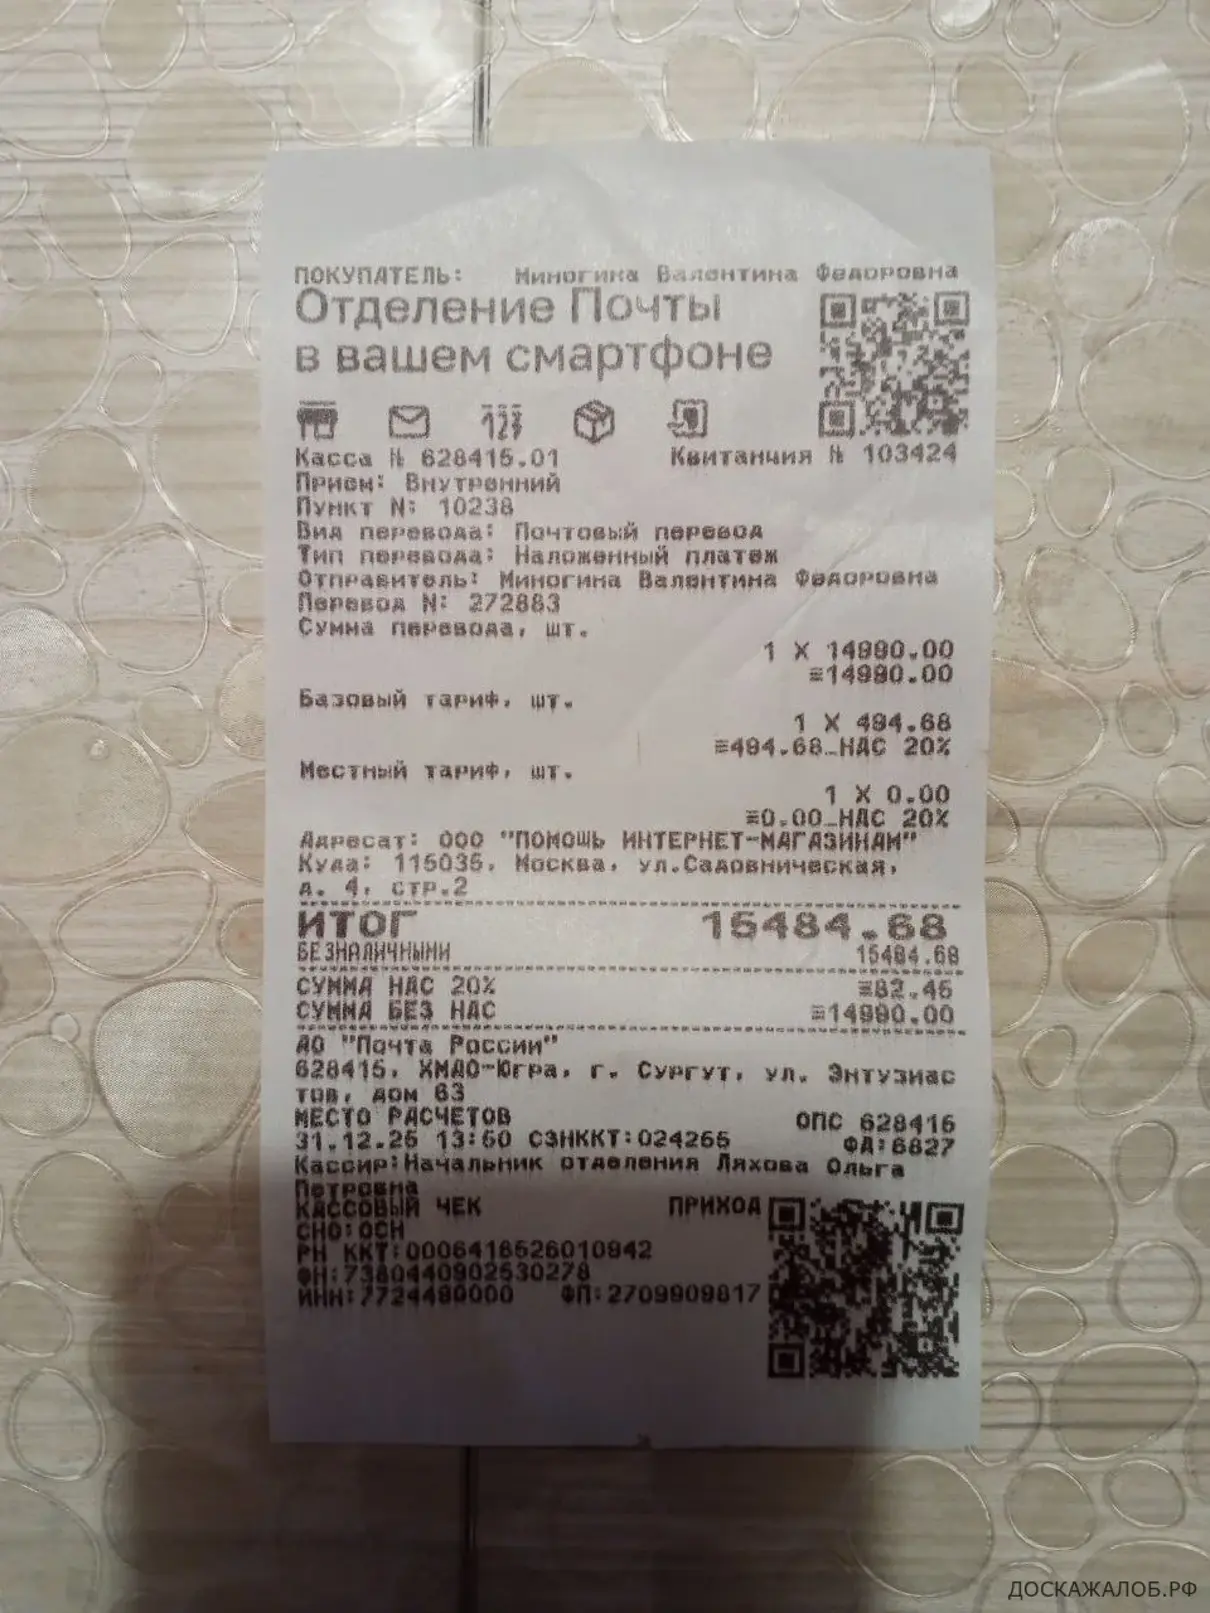 ПОКУПАТЕЛЬ: Миногина Валентина Федоровна
Отделение Почты
в вашем смартфоне
Касса № 628415.01 Квитанция № 103424
Прием: Внутренний
Пункт N: 10238
Вид перевода: Почтовый перевод
Тип перевода: Наложенный платеж
Отправитель: Миногина Валентина Федоровна
Перевод N: 272883
Сумма перевода, шт.
1 X 14990.00
≡14990.00
Базовый тариф, шт.
1 X 494.68
≡494.68_НДС 20%
Местный тариф, шт.
1 X 0.00
≡0.00_НДС 20%
Адресат: ООО "ПОМОЩЬ ИНТЕРНЕТ-МАГАЗИНАМ"
Куда: 115035, Москва, ул.Садовническая,
д. 4, стр.2
ИТОГ 15484.68
БЕЗНАЛИЧНЫМИ 15484.68
СУММА НДС 20% ≡82.45
СУММА БЕЗ НДС ≡14990.00
АО "Почта России"
628415, ХМАО-Югра, г. Сургут, ул. Энтузиас
тов, дом 63
МЕСТО РАСЧЕТОВ ОПС 628415
31.12.25 13:50 СЗНККТ:024265 ФД:6827
Кассир:Начальник отделения Ляхова Ольга
Петровна
КАССОВЫЙ ЧЕК ПРИХОД
СНО:ОСН
РН ККТ:0006416526010942
ФН:7380440902530278
ИНН:7724490000 ФП:2709909817
ДОСКАЖАЛОБ.РФ